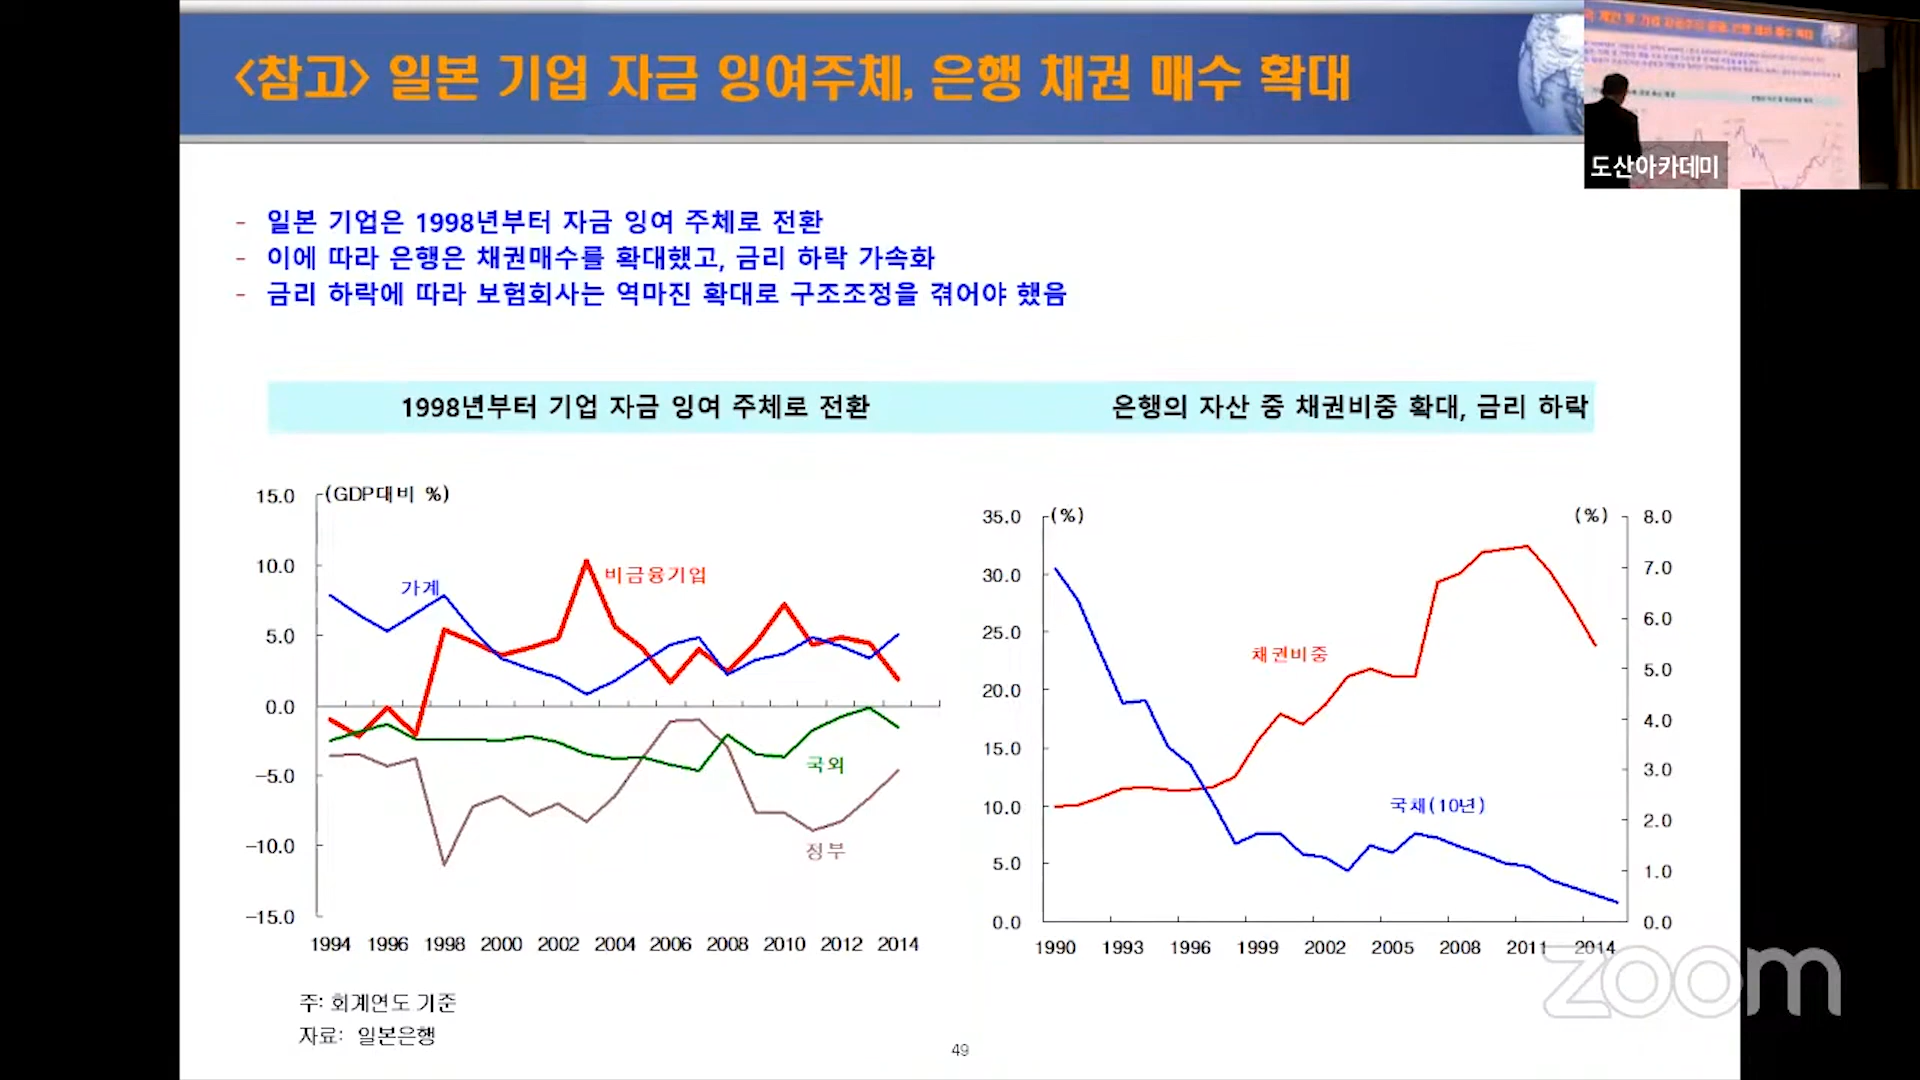 <참고> 일본 기업 자금 잉여주체, 은행 채권 매수 확대
도산아카데미
- 일본 기업은 1998년부터 자금 잉여 주체로 전환
- 이에 따라 은행은 채권매수를 확대했고, 금리 하락 가속화
- 금리 하락에 따라 보험회사는 역마진 확대로 구조조정을 겪어야 했음
1998년부터 기업 자금 잉여 주체로 전환
은행의 자산 중 채권비중 확대, 금리 하락
(GDP대비 %)
15.0
10.0
5.0
0.0
-5.0
-10.0
-15.0
가계
비금융기업
국외
정부
1994 1996 1998 2000 2002 2004 2006 2008 2010 2012 2014
(%)
35.0
30.0
25.0
20.0
15.0
10.0
5.0
0.0
(%)
8.0
7.0
6.0
5.0
4.0
3.0
2.0
1.0
0.0
채권비중
국채(10년)
1990 1993 1996 1999 2002 2005 2008 2011 2014
주: 회계연도 기준
자료: 일본은행
49
zoom